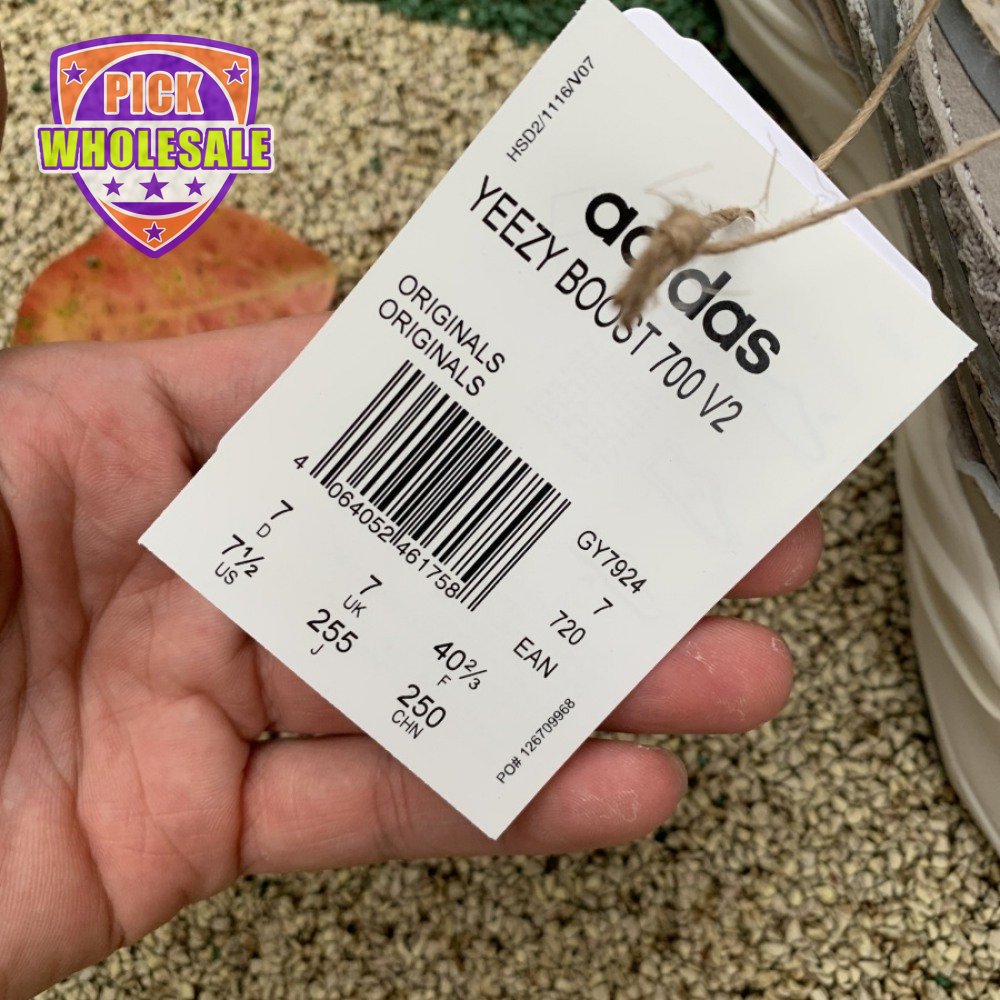 PICK
WHOLESALE
HSD2/1116/V07
adidas
YEEZY BOOST 700 V2
ORIGINALS
ORIGINALS
4 064052 461758
GY7924
7
720
EAN
7
D
7½
US
7
UK
255
J
40⅔
F
250
CHN
PO# 126709968